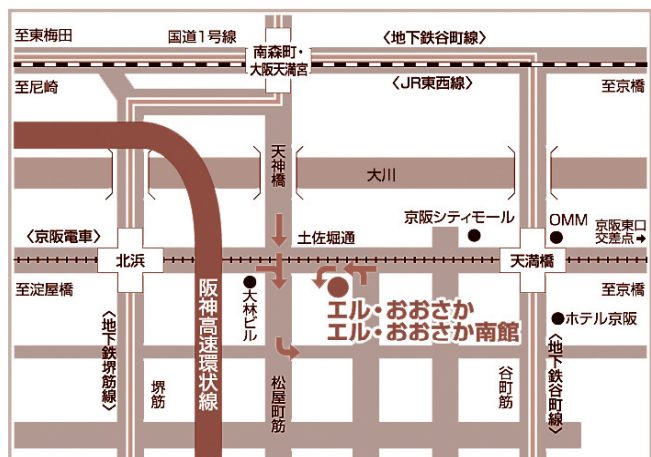 至東梅田
国道1号線
南森町・
大阪天満宮
〈地下鉄谷町線〉
至尼崎
〈JR東西線〉
至京橋
天神橋
大川
京阪シティモール
OMM
京阪東口
交差点→
〈京阪電車〉
土佐堀通
北浜
天満橋
至淀屋橋
大林ビル
至京橋
エル・おおさか
エル・おおさか南館
ホテル京阪
〈地下鉄堺筋線〉
堺筋
阪神高速環状線
松屋町筋
谷町筋
〈地下鉄谷町線〉